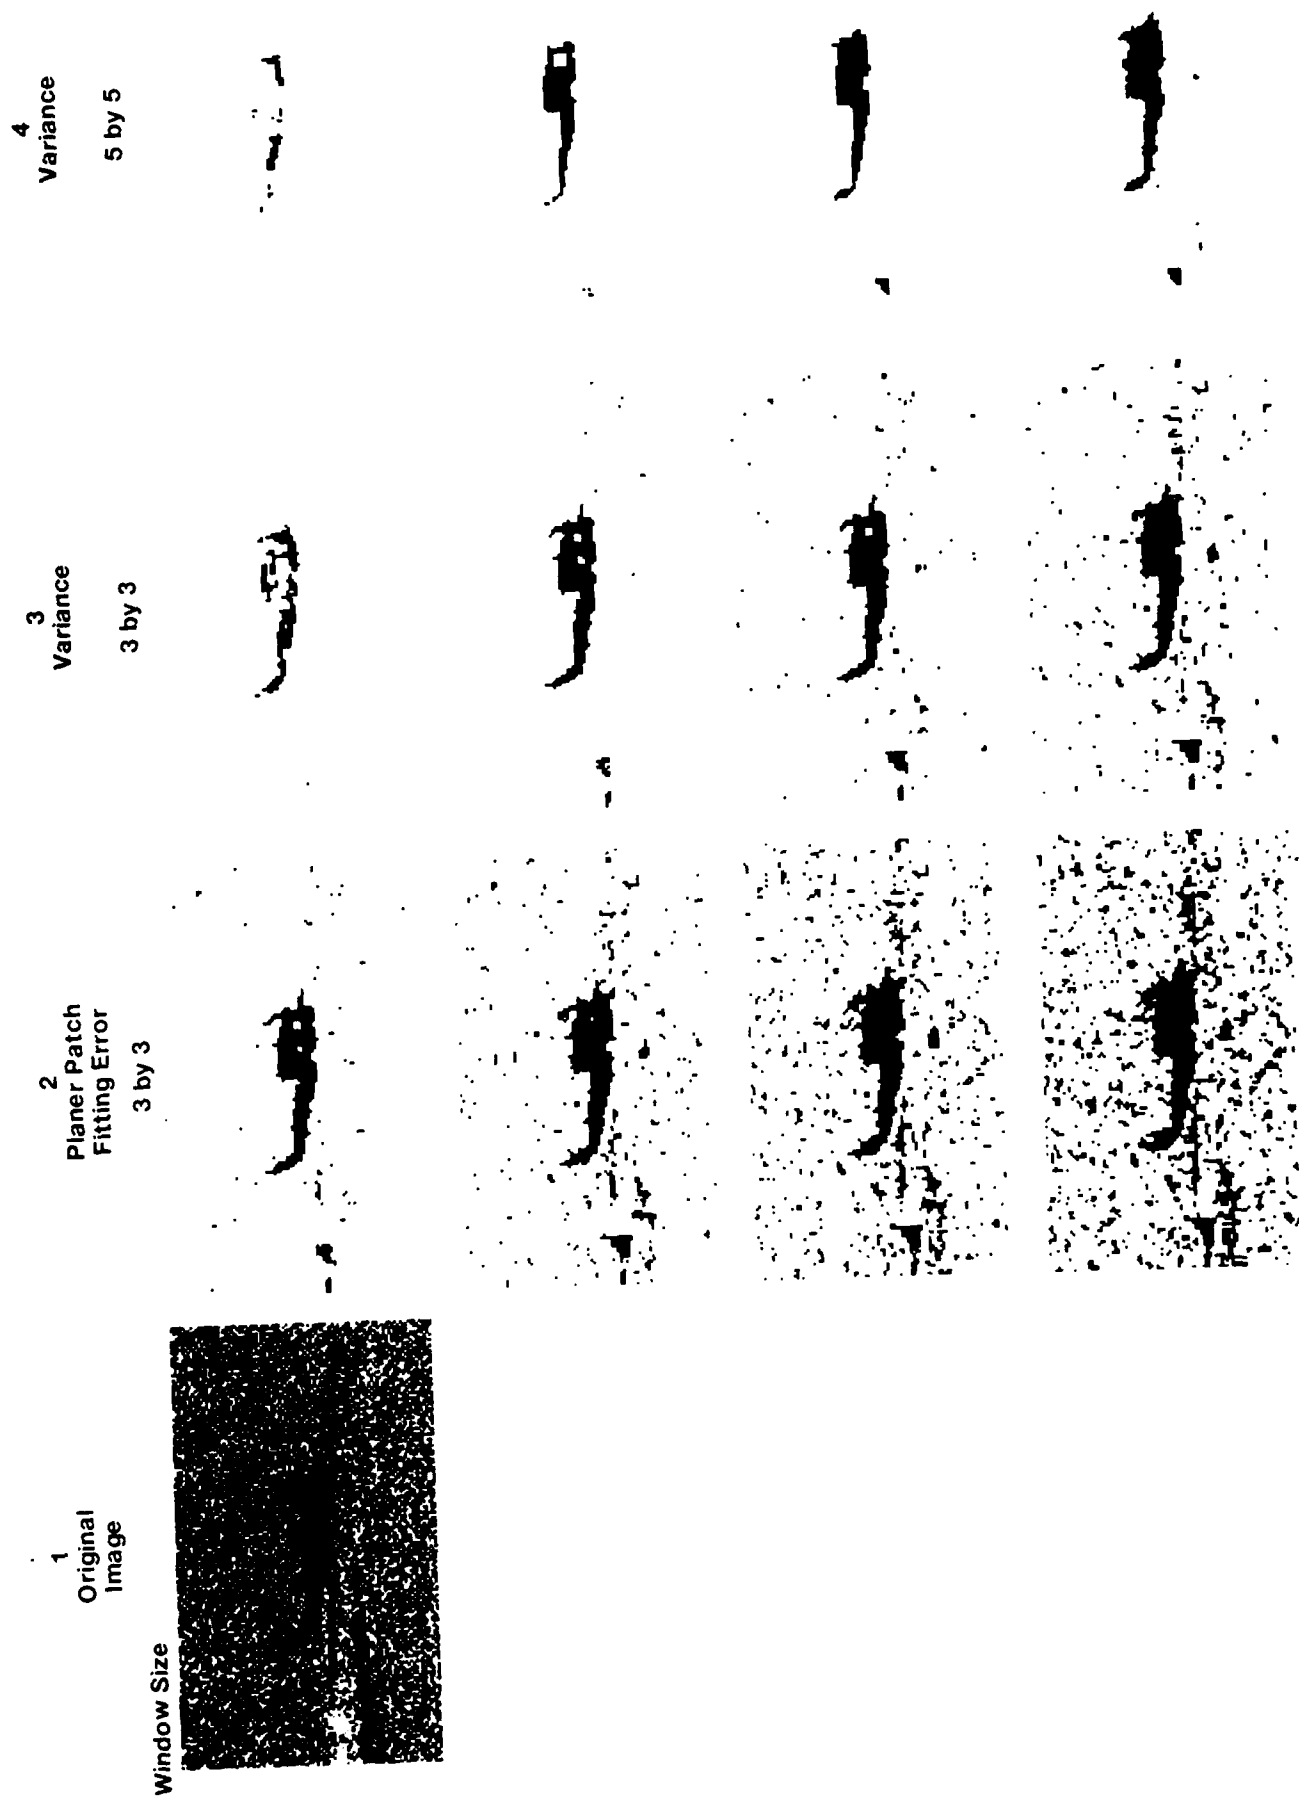 1
Original
Image
2
Planer Patch
Fitting Error
3 by 3
3
Variance
3 by 3
4
Variance
5 by 5
Window Size